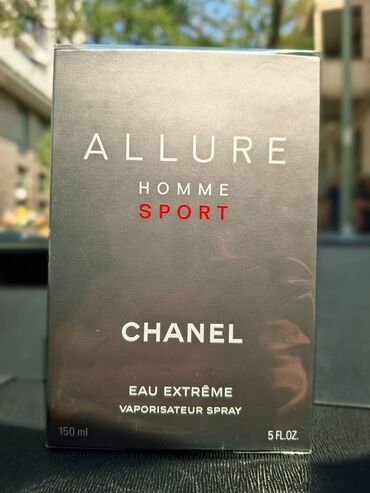 ALLURE
HOMME
SPORT
CHANEL
EAU EXTRÊME
VAPORISATEUR SPRAY
150 ml 5 FL.OZ.